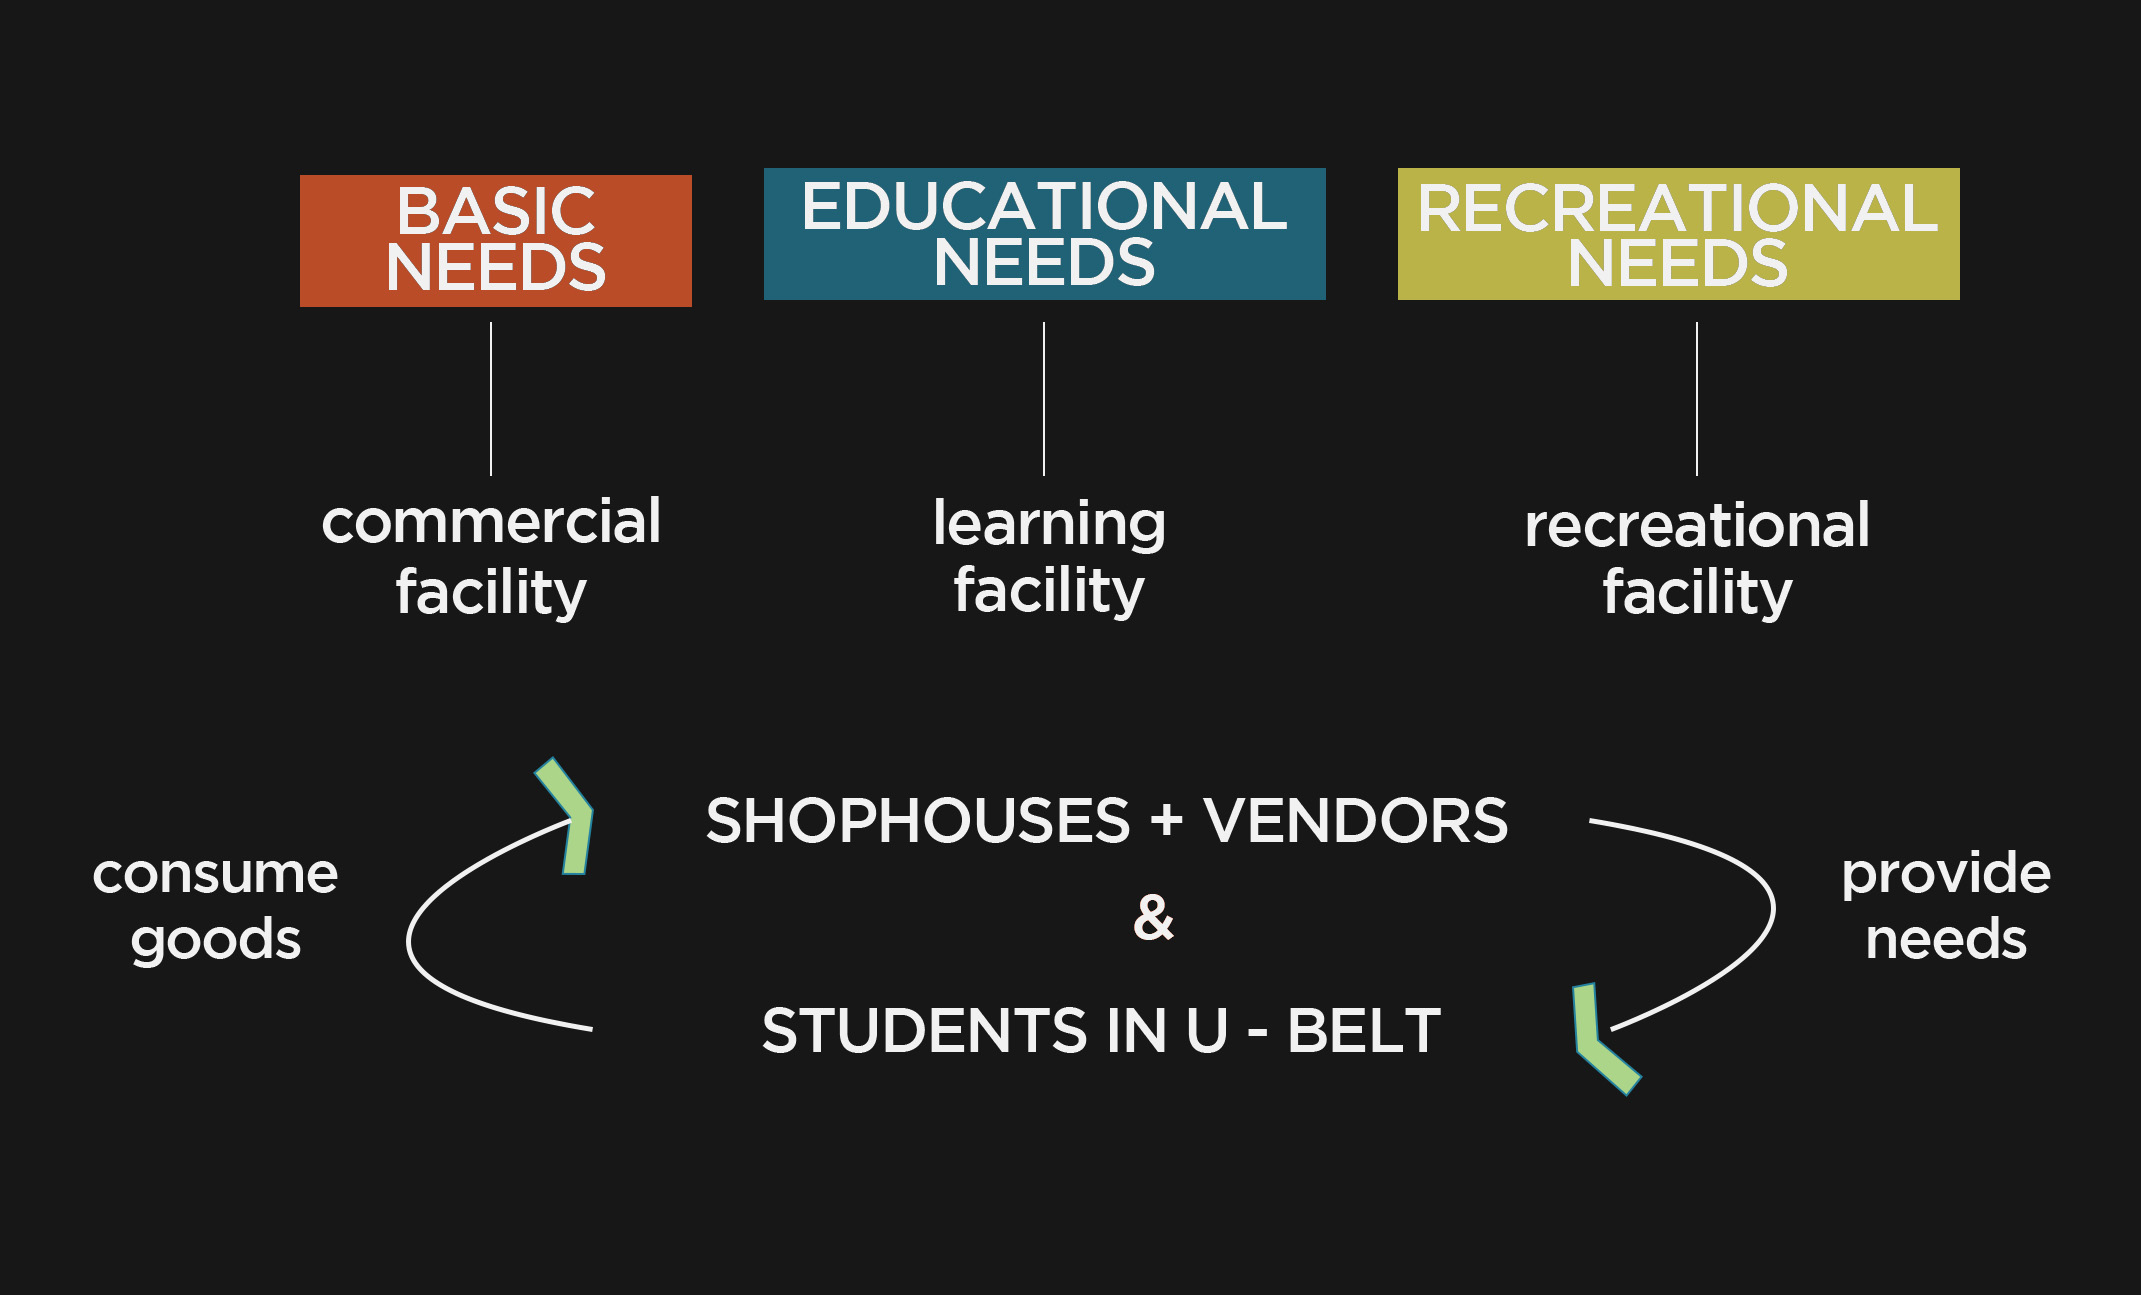 BASIC
NEEDS
EDUCATIONAL
NEEDS
RECREATIONAL
NEEDS
commercial
facility
learning
facility
recreational
facility
SHOPHOUSES + VENDORS
consume
goods
&
provide
needs
STUDENTS IN U - BELT